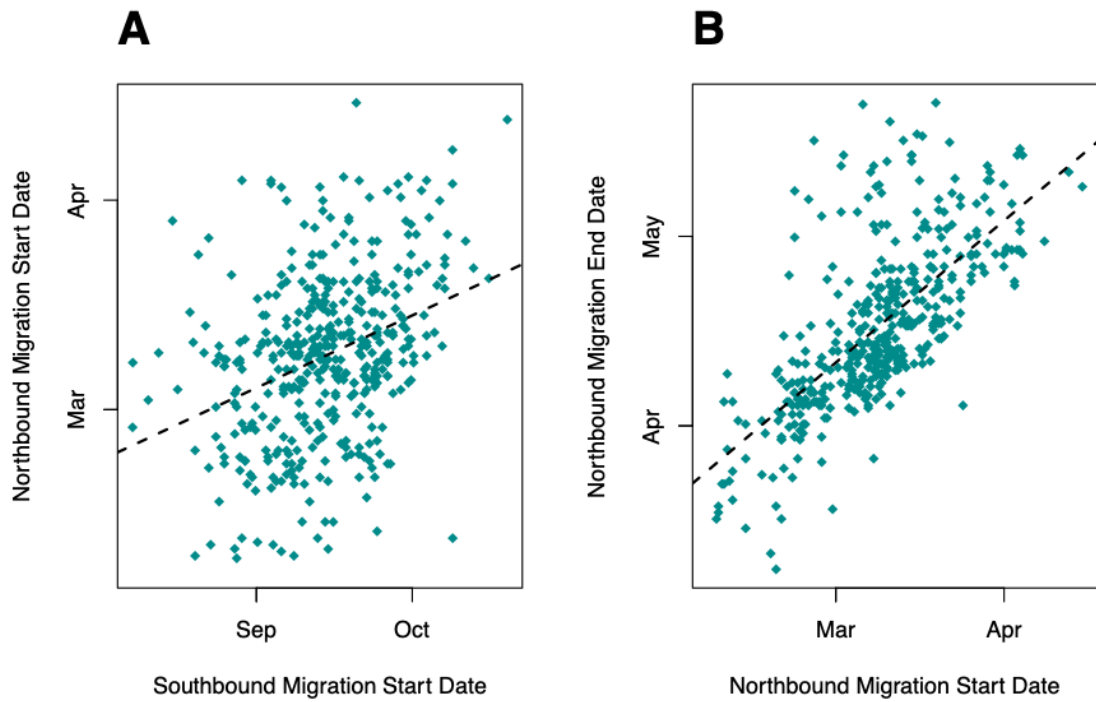 A
Northbound Migration Start Date
Apr
Mar
Sep
Oct
Southbound Migration Start Date
B
Northbound Migration End Date
May
Apr
Mar
Apr
Northbound Migration Start Date